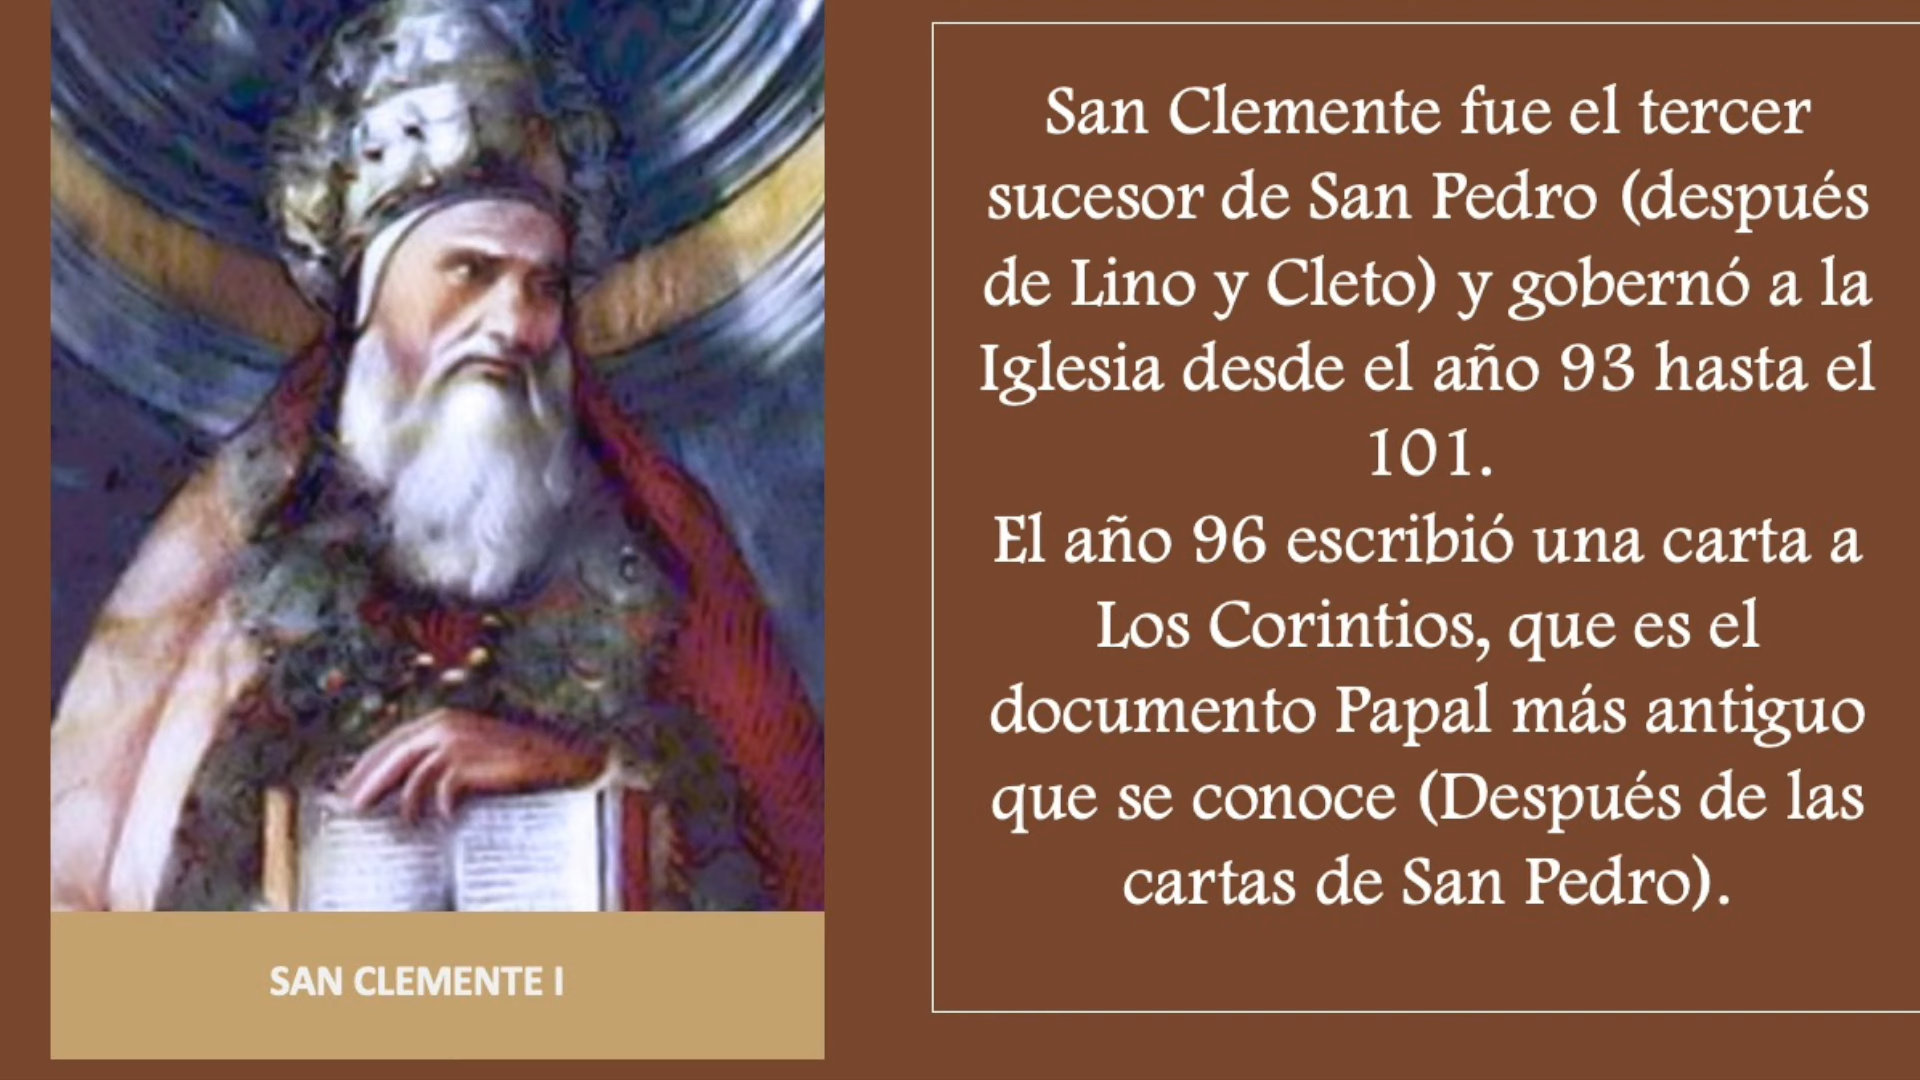 San Clemente fue el tercer
sucesor de San Pedro (después
de Lino y Cleto) y gobernó a la
Iglesia desde el año 93 hasta el
101.
El año 96 escribió una carta a
Los Corintios, que es el
documento Papal más antiguo
que se conoce (Después de las
cartas de San Pedro).
SAN CLEMENTE I